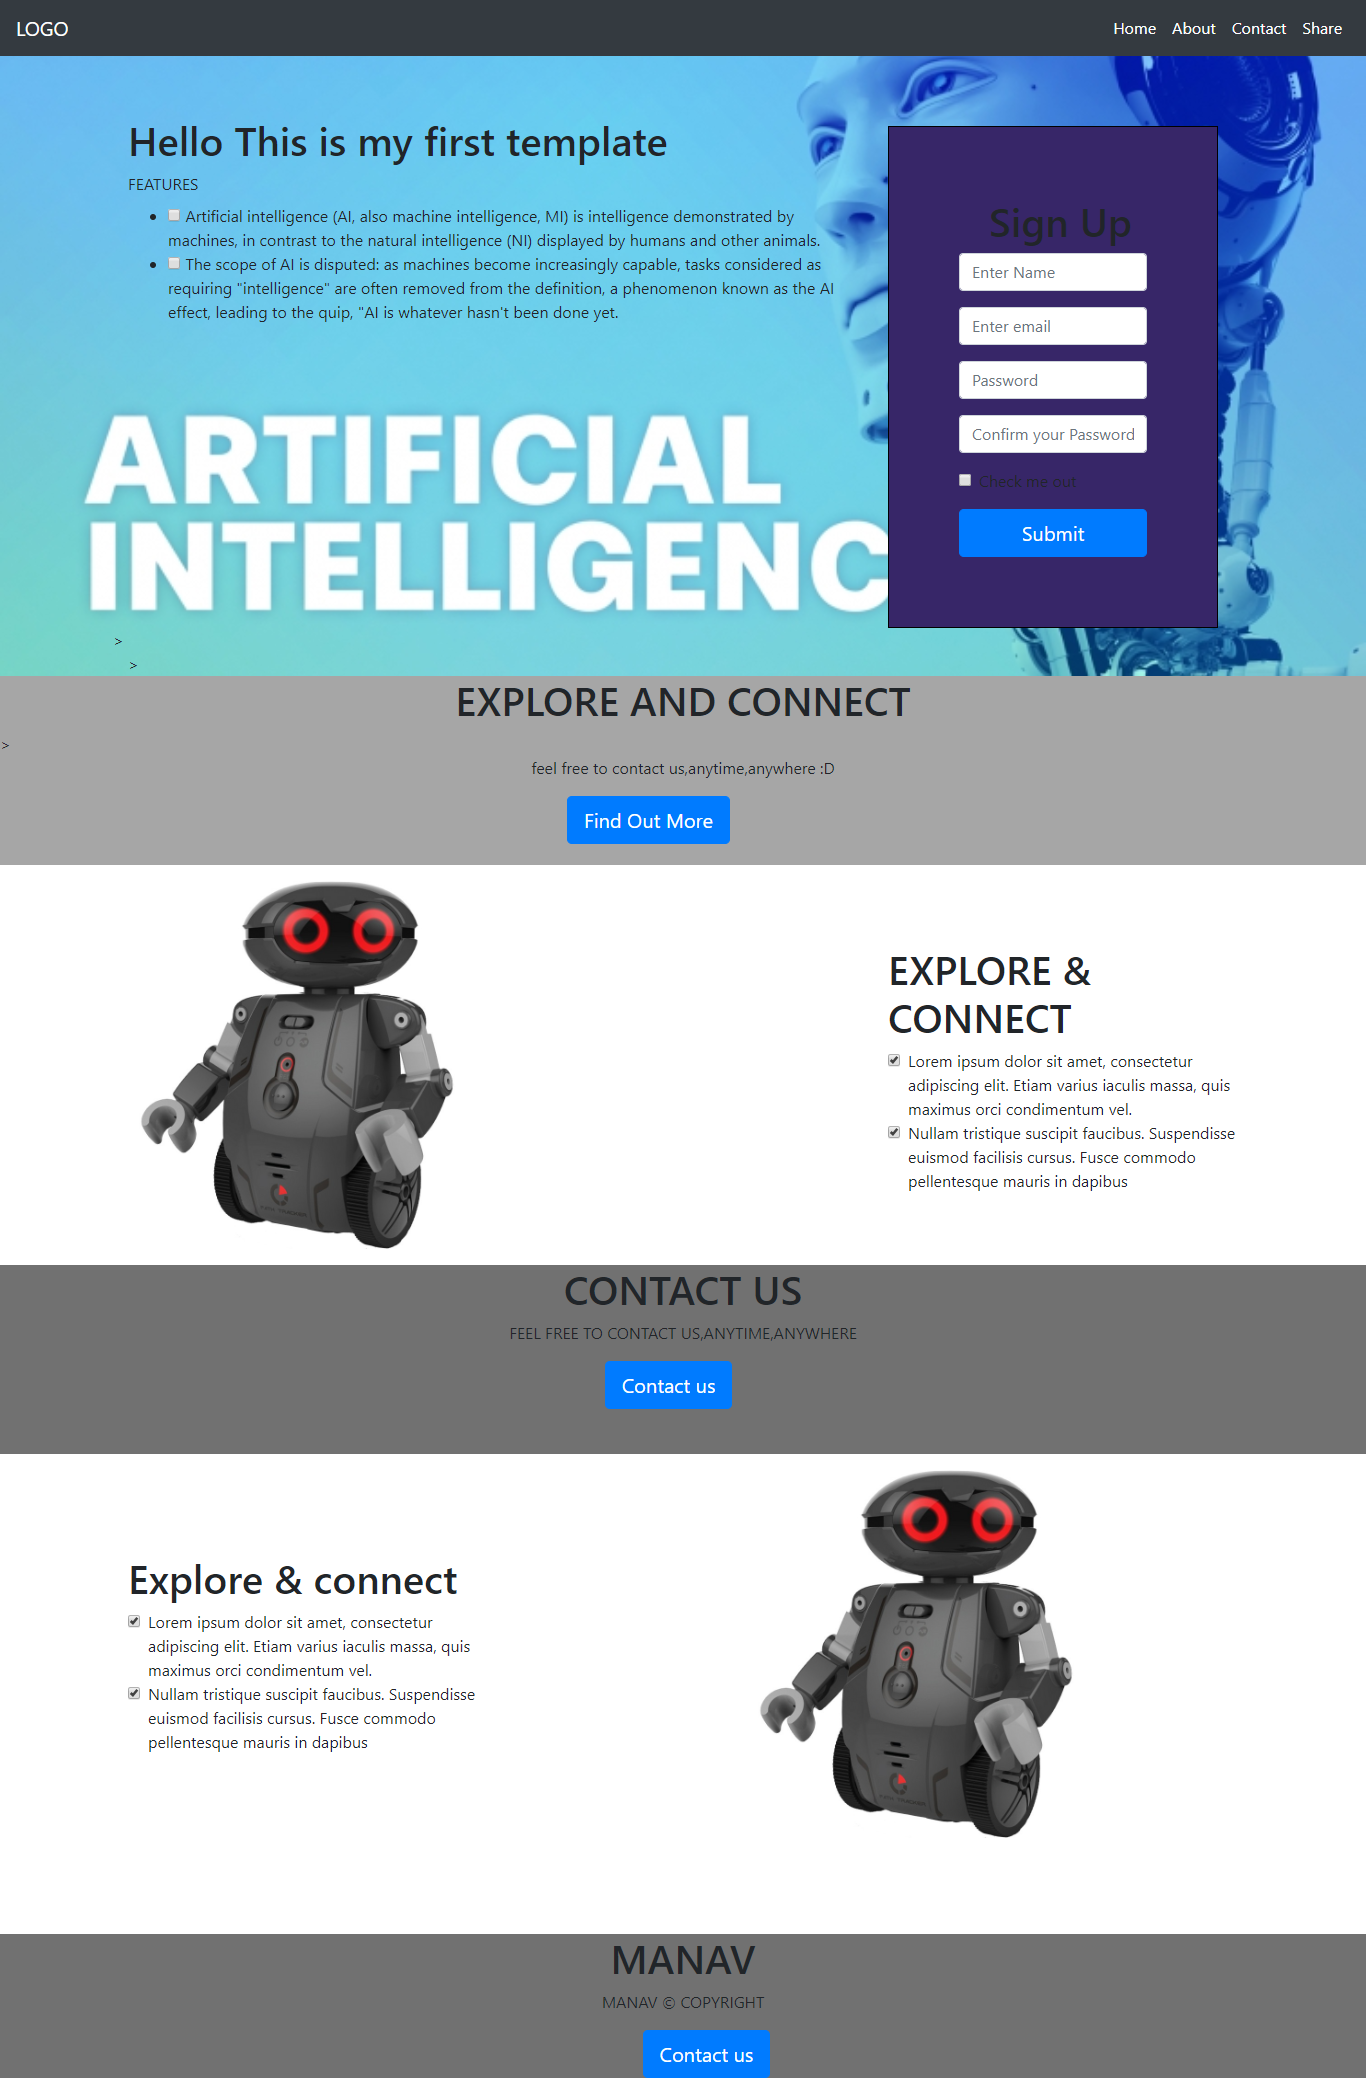 LOGO
Home About Contact Share
Hello This is my first template
FEATURES
Artificial intelligence (AI, also machine intelligence, MI) is intelligence demonstrated by
machines, in contrast to the natural intelligence (NI) displayed by humans and other animals.
The scope of AI is disputed: as machines become increasingly capable, tasks considered as
requiring "intelligence" are often removed from the definition, a phenomenon known as the AI
effect, leading to the quip, "AI is whatever hasn't been done yet.
ARTIFICIAL
INTELLIGENC
Sign Up
Enter Name
Enter email
Password
Confirm your Password
Check me out
Submit
>
>
EXPLORE AND CONNECT
>
feel free to contact us,anytime,anywhere :D
Find Out More
EXPLORE &
CONNECT
Lorem ipsum dolor sit amet, consectetur
adipiscing elit. Etiam varius iaculis massa, quis
maximus orci condimentum vel.
Nullam tristique suscipit faucibus. Suspendisse
euismod facilisis cursus. Fusce commodo
pellentesque mauris in dapibus
CONTACT US
FEEL FREE TO CONTACT US,ANYTIME,ANYWHERE
Contact us
Explore & connect
Lorem ipsum dolor sit amet, consectetur
adipiscing elit. Etiam varius iaculis massa, quis
maximus orci condimentum vel.
Nullam tristique suscipit faucibus. Suspendisse
euismod facilisis cursus. Fusce commodo
pellentesque mauris in dapibus
MANAV
MANAV © COPYRIGHT
Contact us